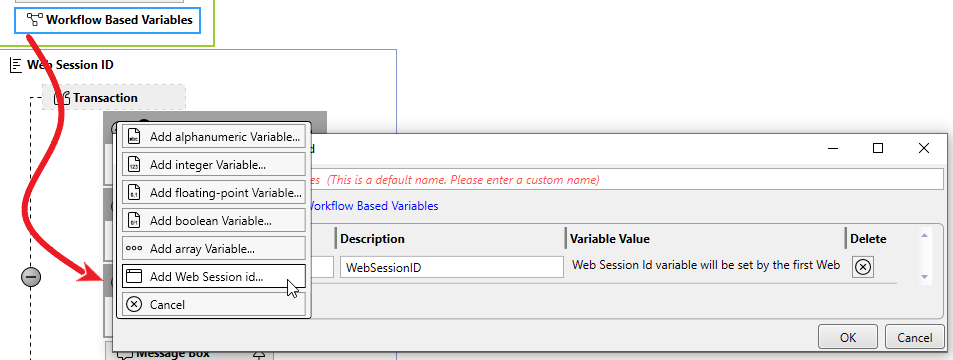 Workflow Based Variables
Web Session ID
Transaction
Add alphanumeric Variable...
Add integer Variable...
Add floating-point Variable...
Add boolean Variable...
Add array Variable...
Add Web Session id...
Cancel
(This is a default name. Please enter a custom name)
Workflow Based Variables
Description
Variable Value
Delete
WebSessionID
Web Session Id variable will be set by the first Web
OK
Cancel
Message Box